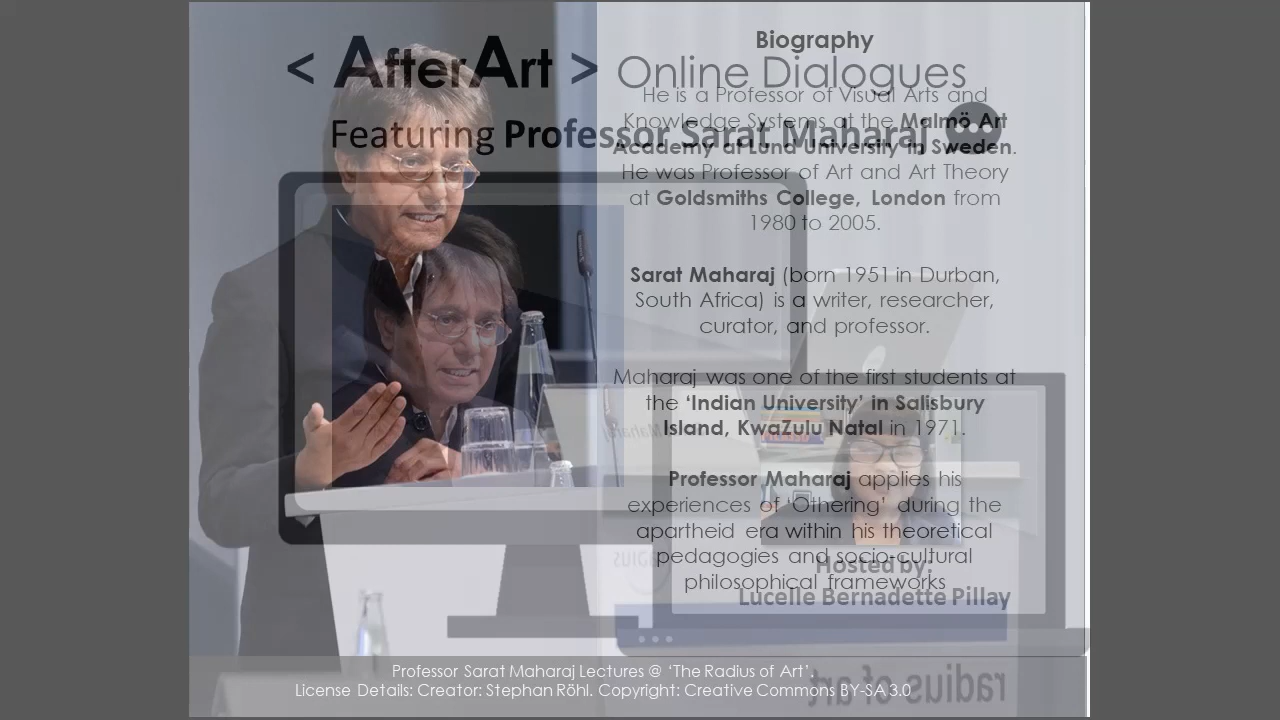 < AfterArt >
Online Dialogues
Featuring Professor Sarat Maharaj
Biography
He is a Professor of Visual Arts and
Knowledge Systems at the Malmö Art
Academy at Lund University in Sweden.
He was Professor of Art and Art Theory
at Goldsmiths College, London from
1980 to 2005.
Sarat Maharaj (born 1951 in Durban,
South Africa) is a writer, researcher,
curator, and professor.
Maharaj was one of the first students at
the ‘Indian University’ in Salisbury
Island, KwaZulu Natal in 1971.
Professor Maharaj applies his
experiences of ‘Othering’ during the
apartheid era within his theoretical
pedagogies and socio-cultural
philosophical frameworks
Hosted by:
Lucelle Bernadette Pillay
Professor Sarat Maharaj Lectures @ ‘The Radius of Art’.
License Details: Creator: Stephan Röhl. Copyright: Creative Commons BY-SA 3.0
radius of art